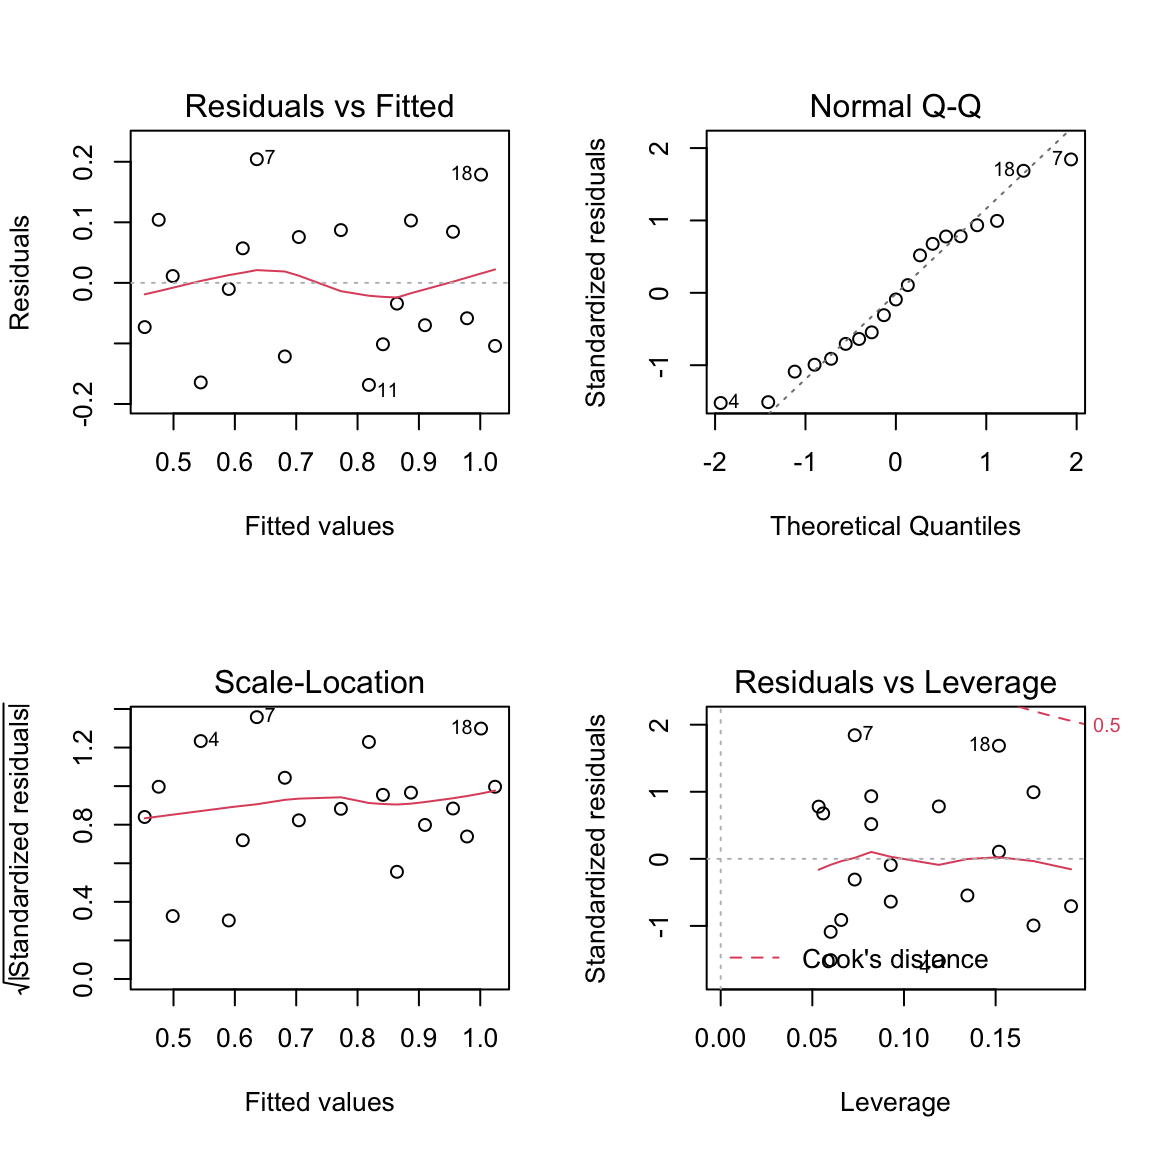 Residuals vs Fitted
Residuals
0.2
0.1
0.0
-0.2
7
18
11
0.5 0.6 0.7 0.8 0.9 1.0
Fitted values
Normal Q-Q
Standardized residuals
2
1
0
-1
18
7
4
-2 -1 0 1 2
Theoretical Quantiles
Scale-Location
√|Standardized residuals|
1.2
0.8
0.4
0.0
7
4
18
0.5 0.6 0.7 0.8 0.9 1.0
Fitted values
Residuals vs Leverage
Standardized residuals
2
1
0
-1
0.5
7
18
4
Cook's distance
0.00 0.05 0.10 0.15
Leverage